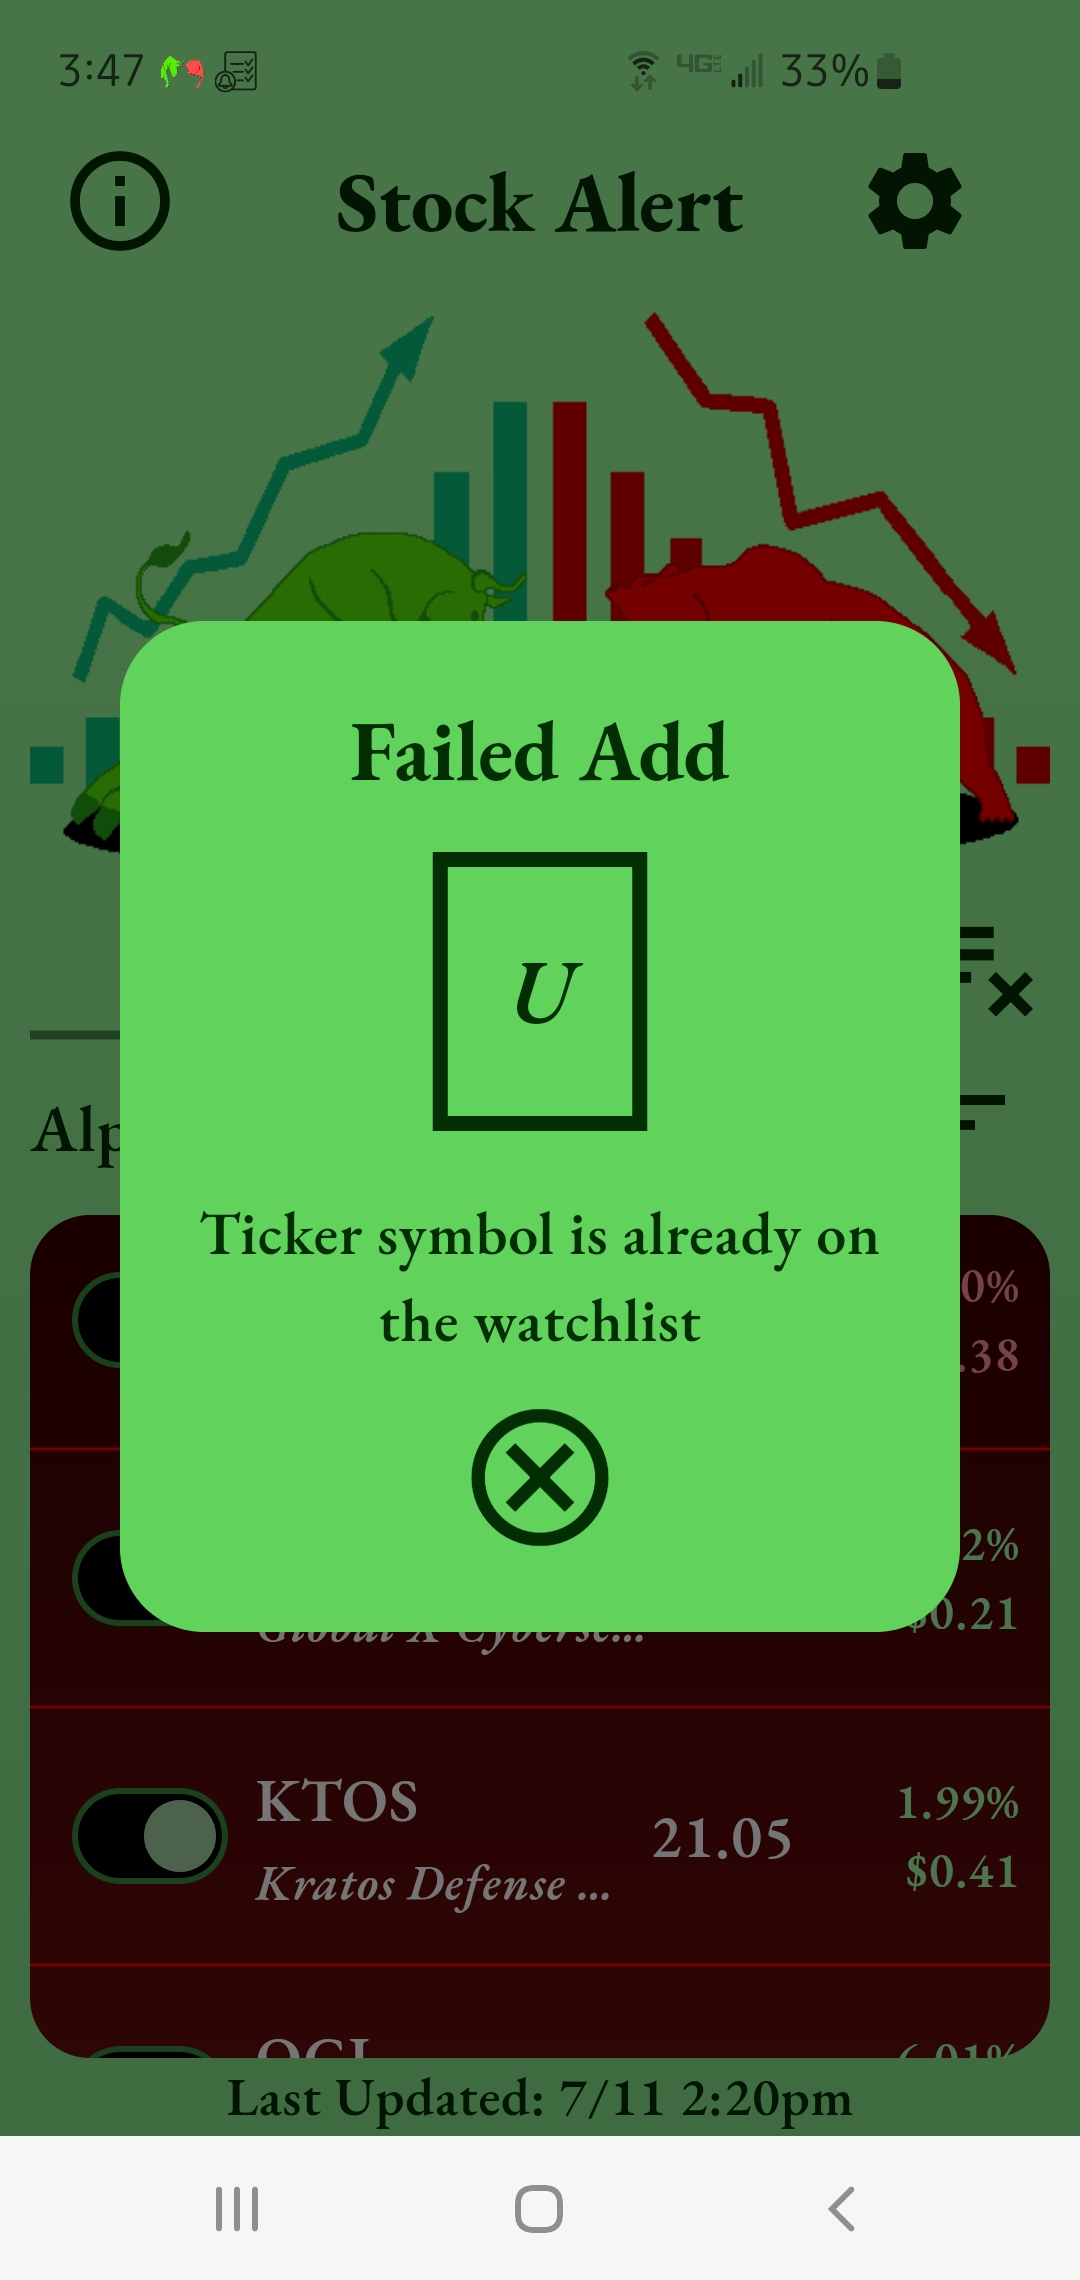 3:47 4GE 33%
Stock Alert
Failed Add
U
Ticker symbol is already on
the watchlist
Alp
0%
.38
2%
$0.21
Global X Cyberse...
KTOS
Kratos Defense ...
21.05
1.99%
$0.41
6.01%
Last Updated: 7/11 2:20pm